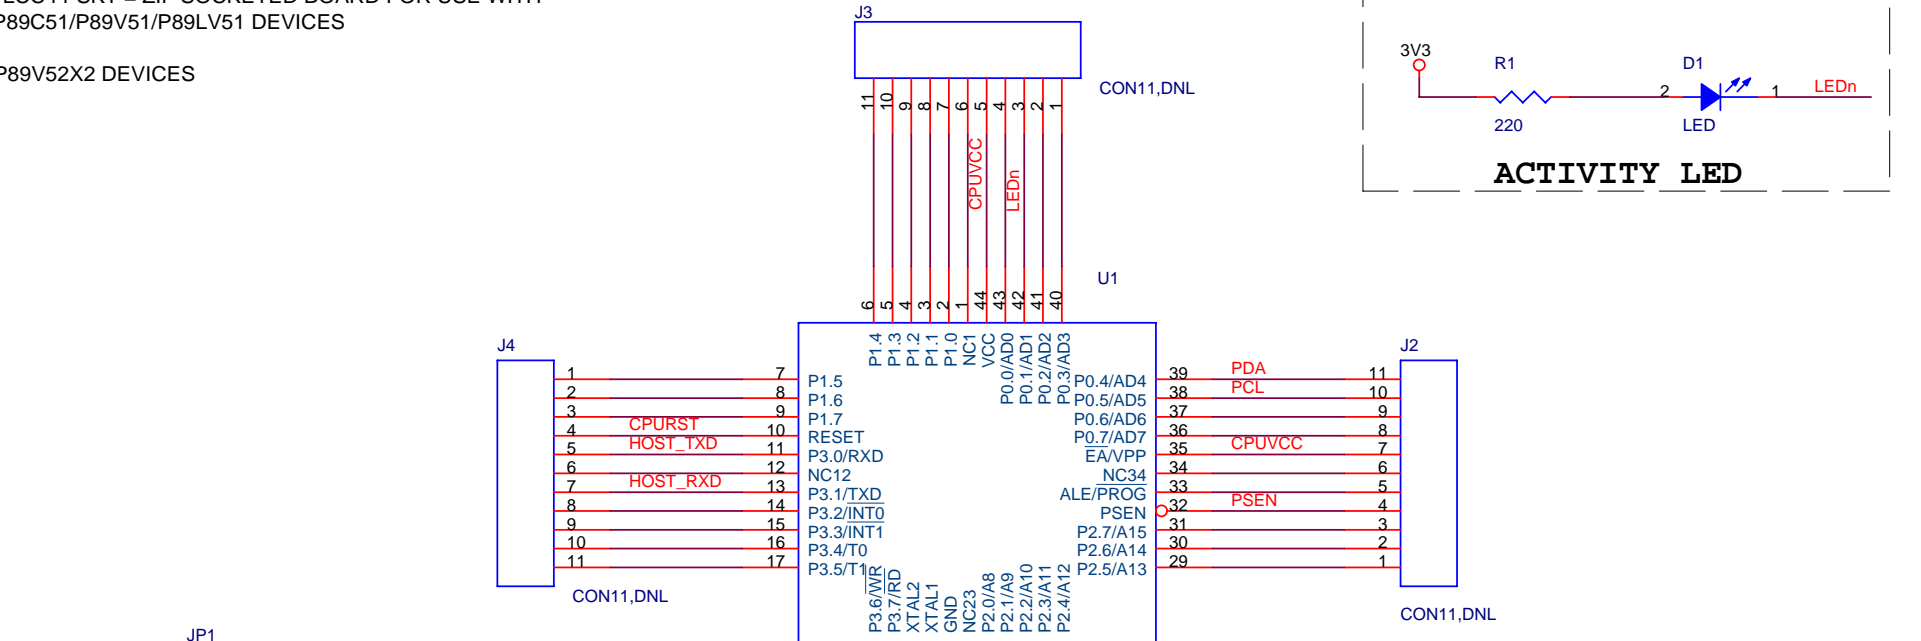 P89C51/P89V51/P89LV51 DEVICES
P89V52X2 DEVICES
J3
CON11,DNL
11
10
9
8
7
6
5
4
3
2
1
CPUVCC
LEDn
3V3
R1
220
D1
LED
2
1
LEDn
ACTIVITY LED
U1
6
5
4
3
2
1
44
43
42
41
40
P1.4
P1.3
P1.2
P1.1
P1.0
NC1
VCC
P0.0/AD0
P0.1/AD1
P0.2/AD2
P0.3/AD3
J4
1 7 P1.5
2 8 P1.6
3 9 P1.7
4 CPURST 10 RESET
5 HOST_TXD 11 P3.0/RXD
6 12 NC12
7 HOST_RXD 13 P3.1/TXD
8 14 P3.2/INT0
9 15 P3.3/INT1
10 16 P3.4/T0
11 17 P3.5/T1
CON11,DNL
J2
P0.4/AD4 39 PDA 11
P0.5/AD5 38 PCL 10
P0.6/AD6 37 9
P0.7/AD7 36 8
EA/VPP 35 CPUVCC 7
NC34 34 6
ALE/PROG 33 5
PSEN 32 PSEN 4
P2.7/A15 31 3
P2.6/A14 30 2
P2.5/A13 29 1
CON11,DNL
P3.6/WR
P3.7/RD
XTAL2
XTAL1
GND
NC23
P2.0/A8
P2.1/A9
P2.2/A10
P2.3/A11
P2.4/A12
JP1